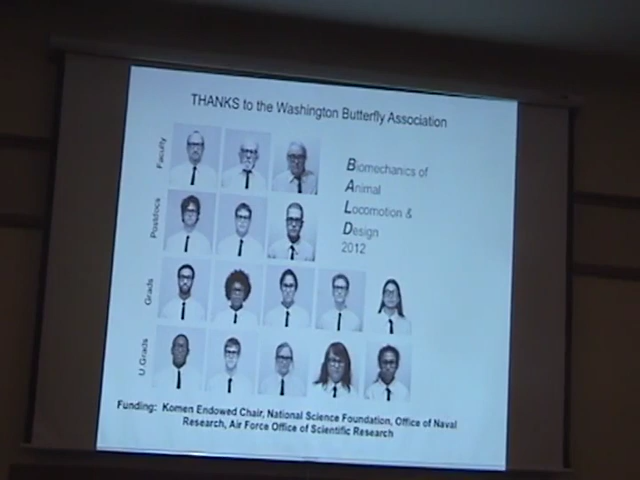 THANKS to the Washington Butterfly Association
Faculty
Biomechanics of
Animal
Locomotion &
Design
2012
Postdocs
Grads
U.Grads
Funding: Komen Endowed Chair, National Science Foundation, Office of Naval
Research, Air Force Office of Scientific Research